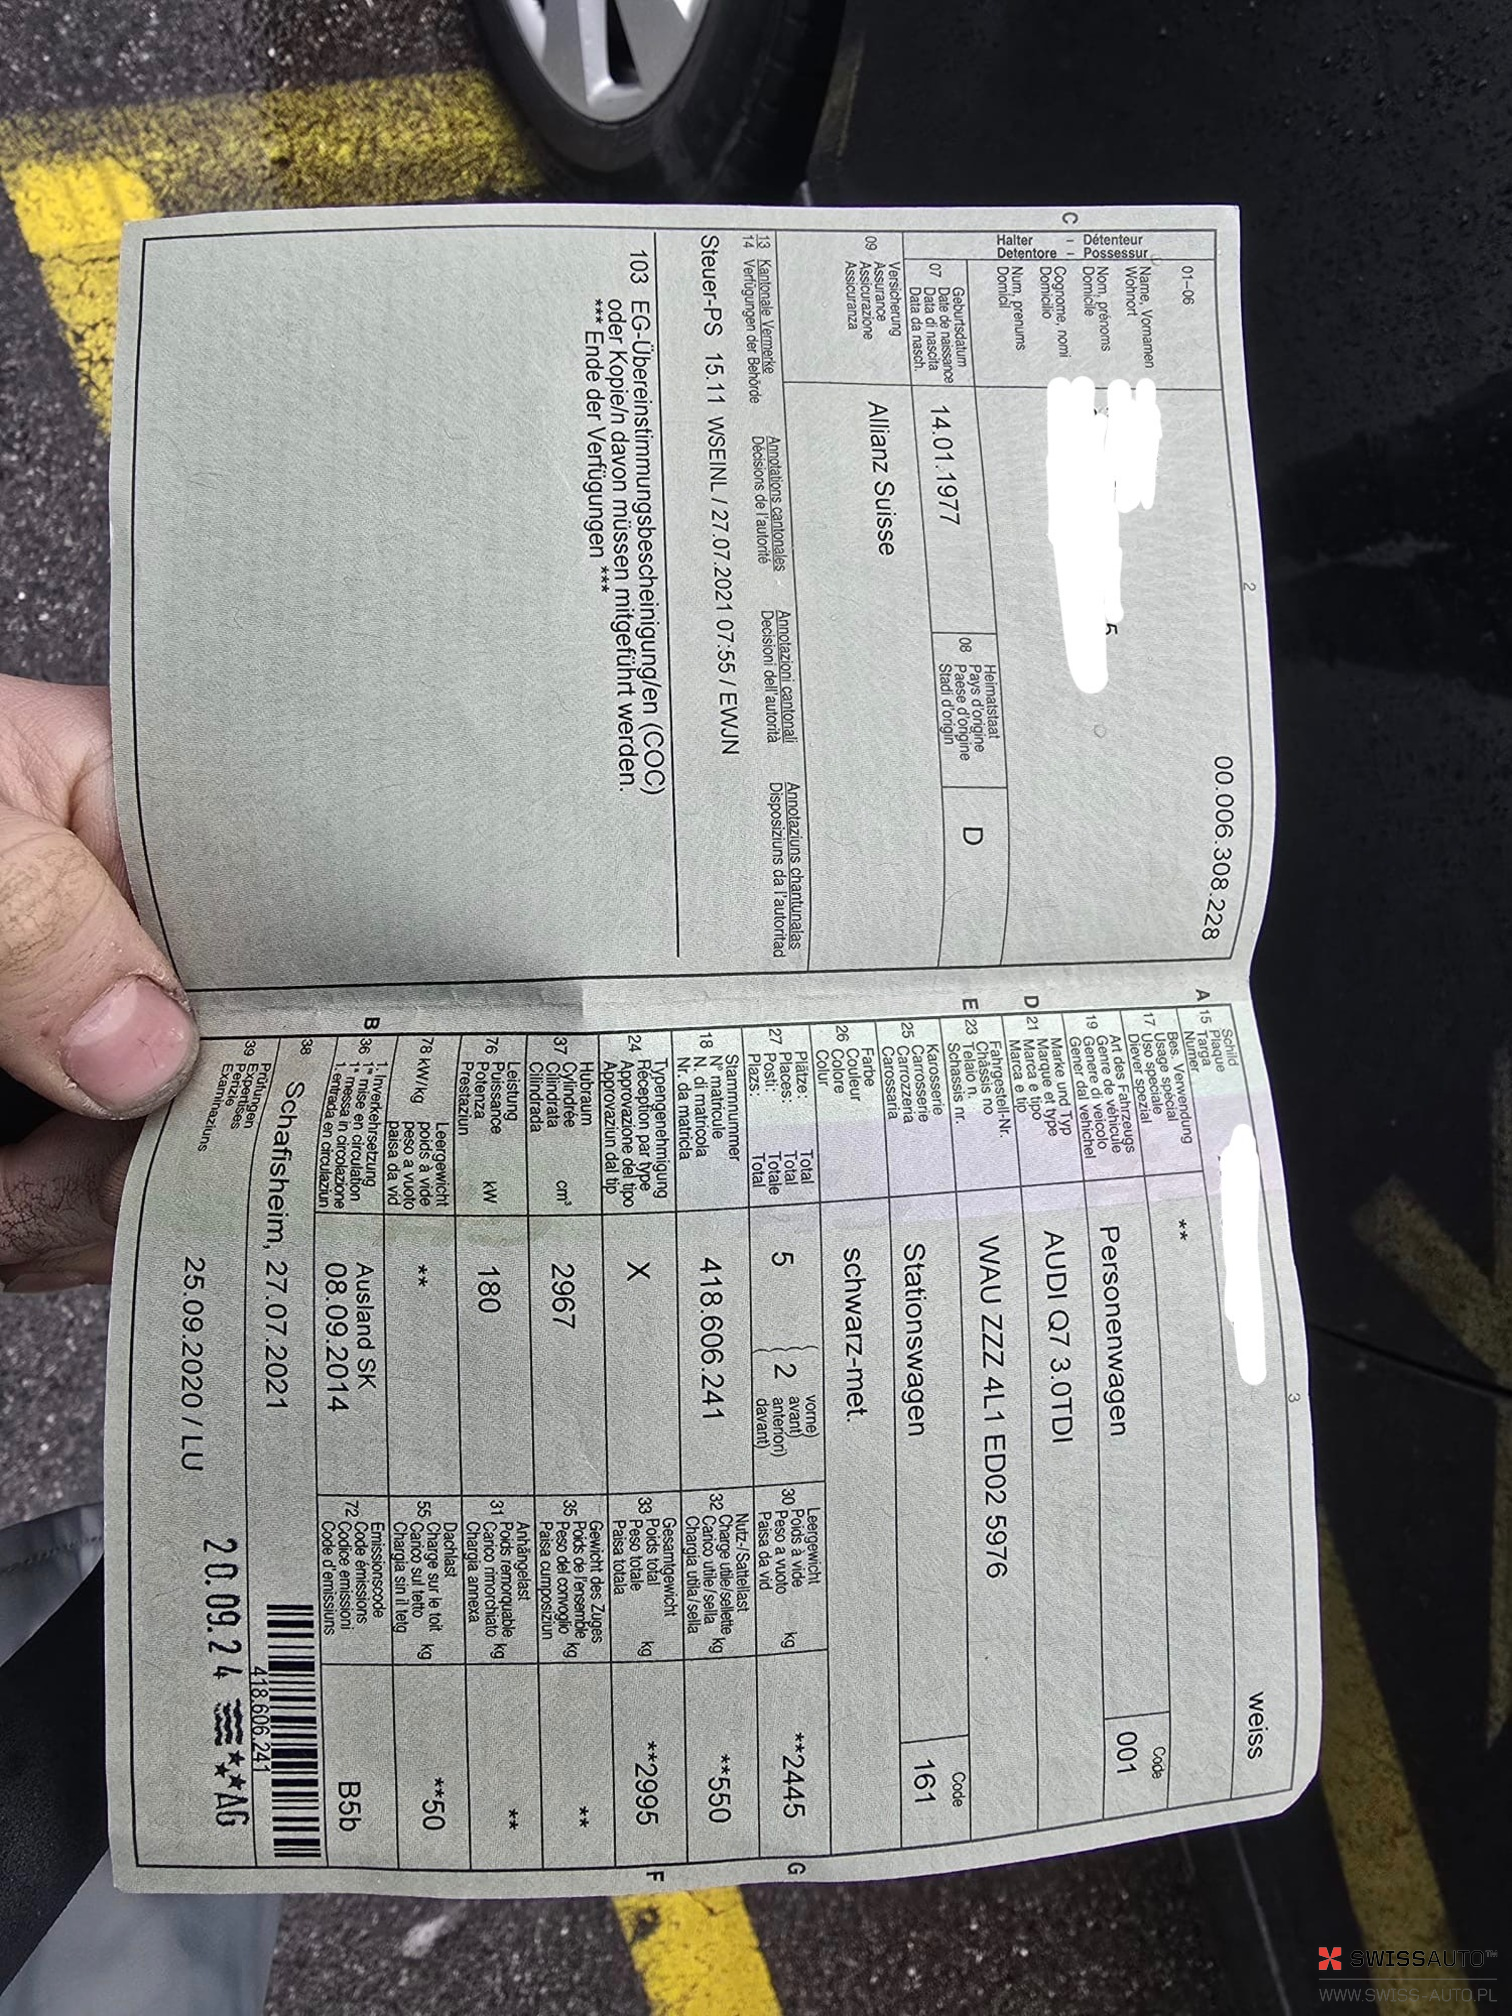 2
00.006.308.228
01–06
C
Halter – Détenteur
Detentore – Possessur
Name, Vornamen
Wohnort
Nom, prénoms
Domicile
Cognome, nomi
Domicilio
Num, prenums
Domicil
5
07
Geburtsdatum
Date de naissance
Data di nascita
Data da nasch.
14.01.1977
08
Heimatstaat
Pays d'origine
Paese d'origine
Stadi d'origin
D
09
Versicherung
Assurance
Assicurazione
Assicuranza
Allianz Suisse
13 Kantonale Vermerke Annotations cantonales Annotazioni cantonali Annotaziuns chantunalas
14 Verfügungen der Behörde Décisions de l'autorité Decisioni dell'autorità Disposiziuns da l'autoritad
Steuer-PS 15.11 WSEINL / 27.07.2021 07:55 / EWJN
103 EG-Übereinstimmungsbescheinigung/en (COC)
oder Kopie/n davon müssen mitgeführt werden.
*** Ende der Verfügungen ***
3
A 15
Schild
Plaque
Targa
Numer
weiss
17
Bes. Verwendung
Usage spécial
Uso speciale
Diever spezial
**
19
Art des Fahrzeugs
Genre de véhicule
Genere di veicolo
Gener dal vehichel
Personenwagen
Code
001
D 21
Marke und Typ
Marque et type
Marca e tipo
Marca e tip
AUDI Q7 3.0TDI
E 23
Fahrgestell-Nr.
Châssis no
Telaio n.
Schassis nr.
WAU ZZZ 4L1 ED02 5976
25
Karosserie
Carrosserie
Carrozzeria
Carossaria
Stationswagen
Code
161
26
Farbe
Couleur
Colore
Colur
schwarz-met.
27
Plätze: Total
Places: Total
Posti: Totale
Plazs: Total
5
2
vorne)
avant)
anteriori)
davant)
30
Leergewicht
Poids à vide
Peso a vuoto
Paisa da vid
kg
**2445
G
18
Stammnummer
N° matricule
N. di matricola
Nr. da matricla
418.606.241
32
Nutz-/Sattellast
Charge utile/sellette
Carico utile/sella
Chargia utila/sella
kg
**550
24
Typengenehmigung
Réception par type
Approvazione del tipo
Approvaziun dal tip
X
33
Gesamtgewicht
Poids total
Peso totale
Paisa totala
kg
**2995
F
37
Hubraum
Cylindrée
Cilindrata
Cilindrada
cm³
2967
35
Gewicht des Zuges
Poids de l'ensemble
Peso del convoglio
Paisa cumposiziun
kg
**
76
Leistung
Puissance
Potenza
Prestaziun
kW
180
31
Anhängelast
Poids remorquable
Carico rimorchiato
Chargia annexa
kg
**
78 kW/kg
Leergewicht
poids à vide
peso a vuoto
paisa da vid
**
55
Dachlast
Charge sur le toit
Carico sul tetto
Chargia sin il tetg
kg
**50
B 36
1. Inverkehrsetzung
1re mise en circulation
1a messa in circolazione
1. entrada en circulaziun
Ausland SK
08.09.2014
72
Emissionscode
Code émissions
Codice emissioni
Code d'emissiuns
B5b
38
Schafisheim, 27.07.2021
418.606.241
39
Prüfungen
Expertises
Perizie
Examinaziuns
25.09.2020 / LU
20.09.24 AG
SWISSAUTO™
WWW.SWISS-AUTO.PL